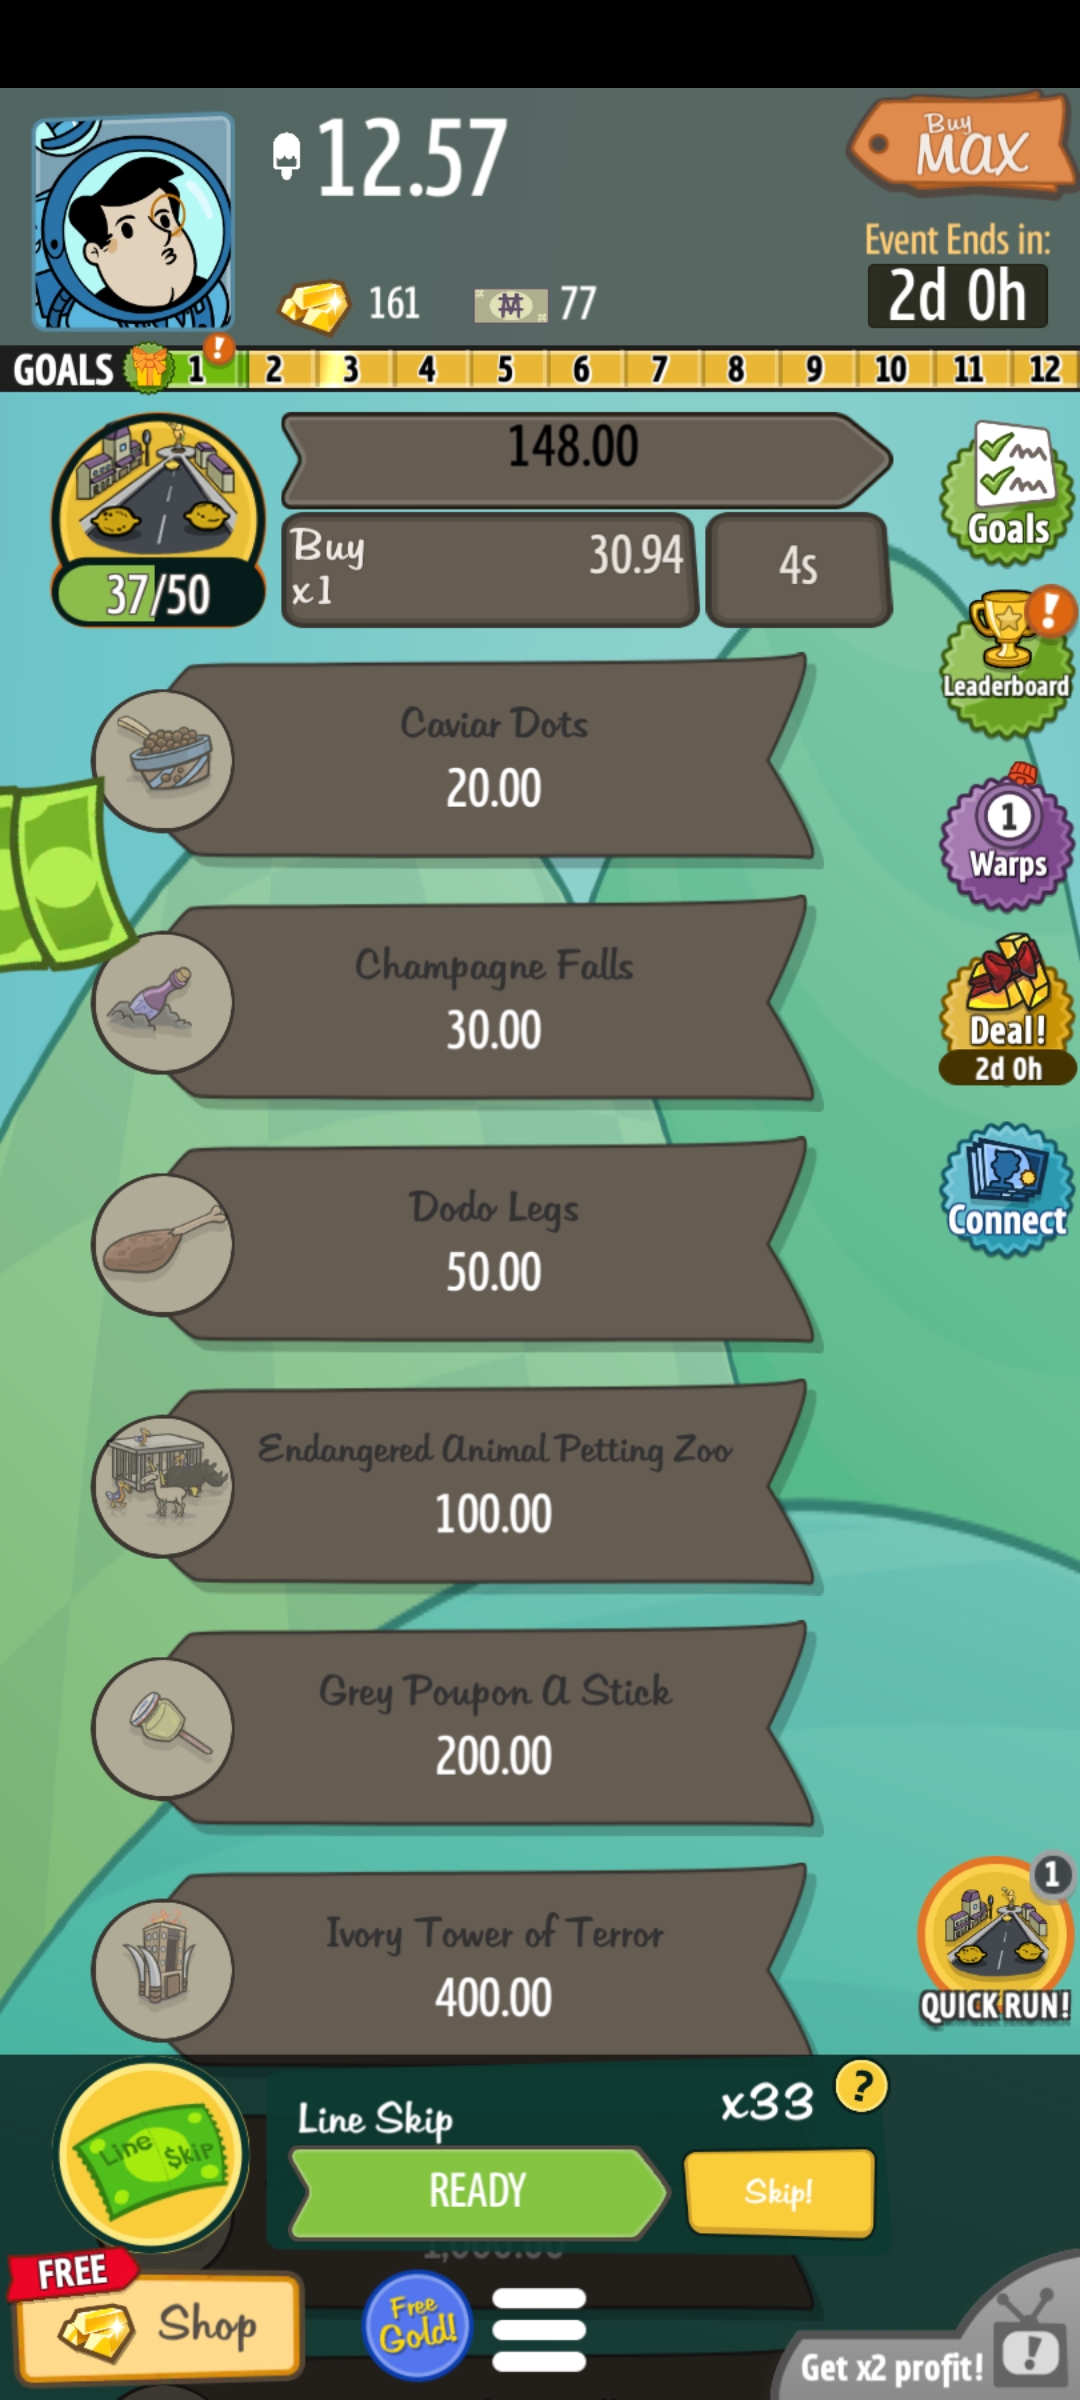 12.57
Buy
MAX
Event Ends in:
2d 0h
161
77
GOALS 1 ! 2 3 4 5 6 7 8 9 10 11 12
148.00
Buy
x1
30.94
4s
37/50
Goals
!
Leaderboard
Caviar Dots
20.00
1
Warps
Champagne Falls
30.00
Deal!
2d 0h
Dodo Legs
50.00
Connect
Endangered Animal Petting Zoo
100.00
Grey Poupon A Stick
200.00
Ivory Tower of Terror
400.00
1
QUICK RUN!
Line $kip
Line Skip
x33
?
READY
Skip!
FREE
Shop
Free
Gold!
Get x2 profit!
!